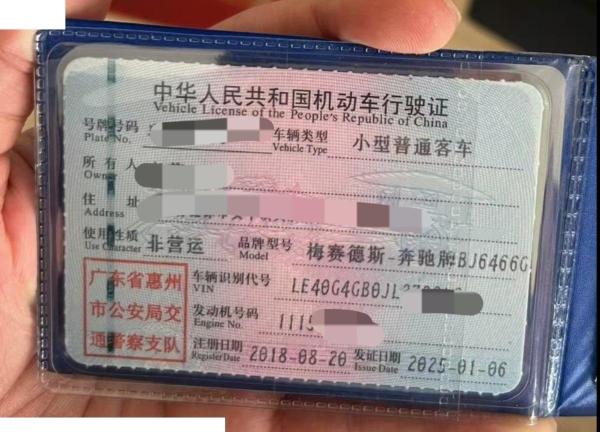 中华人民共和国机动车行驶证
Vehicle License of the People's Republic of China
号牌号码 车辆类型 小型普通客车
Plate No. Vehicle Type
所有人
Owner
住址
Address
使用性质 非营运 品牌型号 梅赛德斯-奔驰牌BJ6466G
Use Character Model
广东省惠州
市公安局交
通警察支队
车辆识别代号 LE40G4GB0JL
VIN
发动机号码 111
Engine No.
注册日期 2018-08-20 发证日期 2025-01-06
Register Date Issue Date